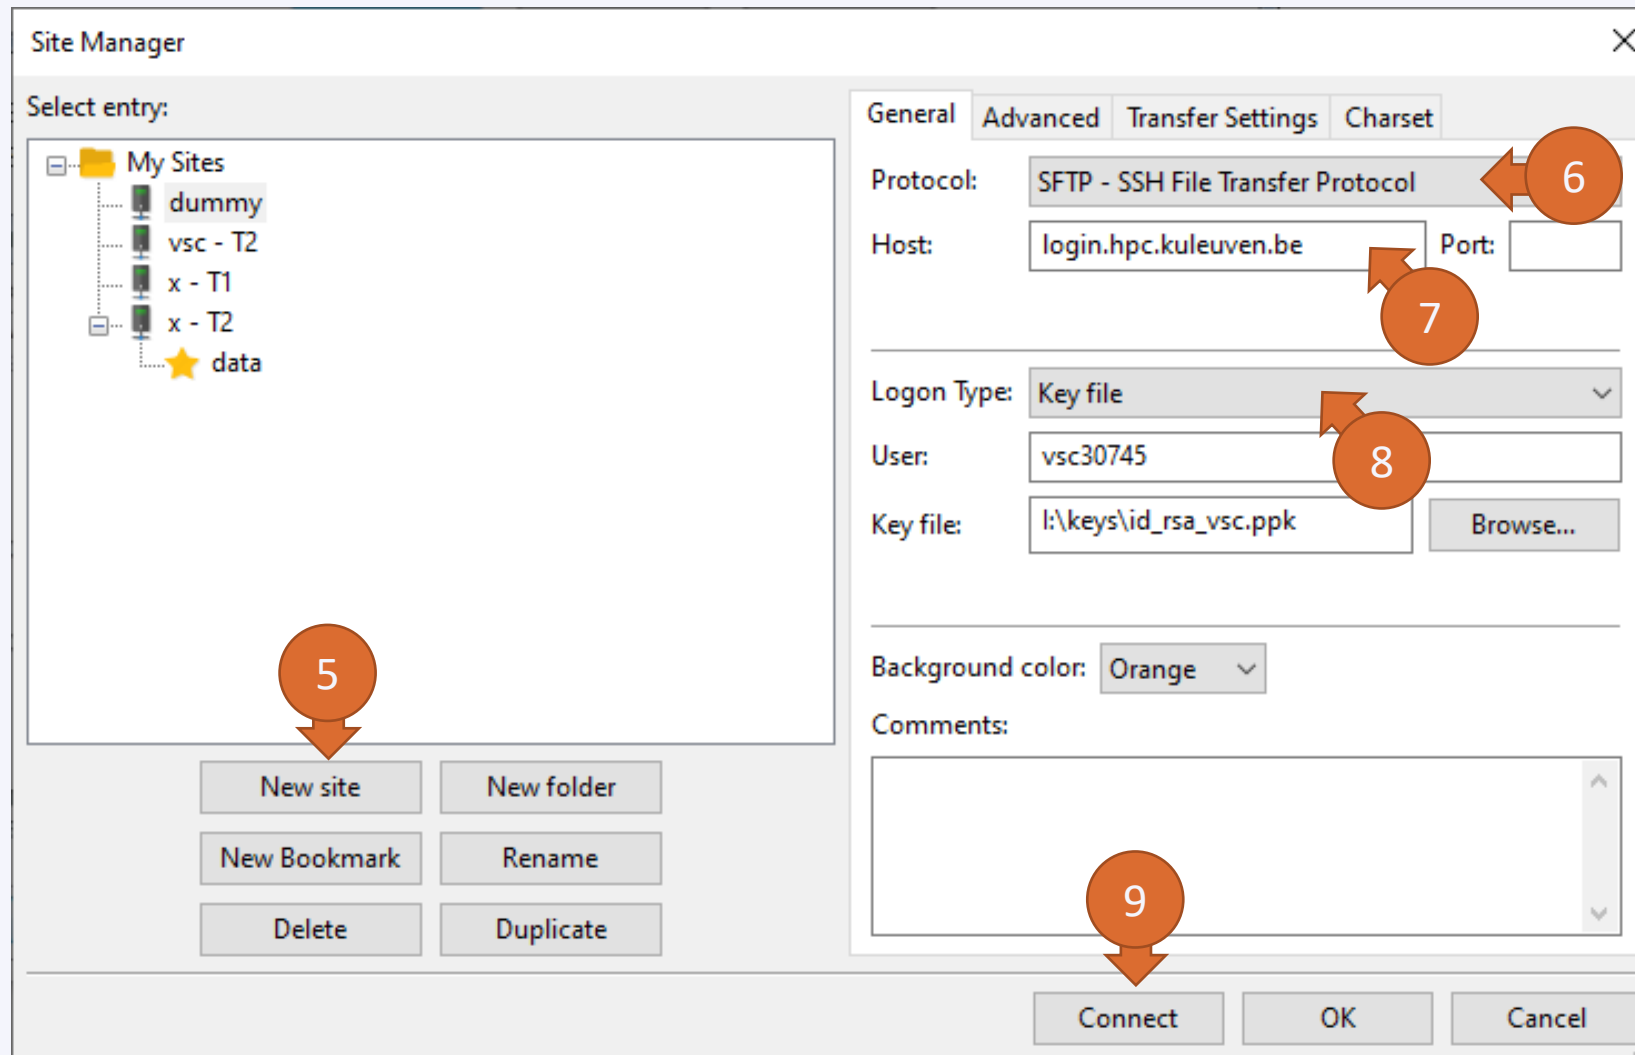 Site Manager
Select entry:
My Sites
dummy
vsc - T2
x - T1
x - T2
data
5
New site
New folder
New Bookmark
Rename
Delete
Duplicate
General
Advanced
Transfer Settings
Charset
Protocol:
SFTP - SSH File Transfer Protocol
6
Host:
login.hpc.kuleuven.be
Port:
7
Logon Type:
Key file
User:
vsc30745
8
Key file:
I:\keys\id_rsa_vsc.ppk
Browse...
Background color:
Orange
Comments:
9
Connect
OK
Cancel